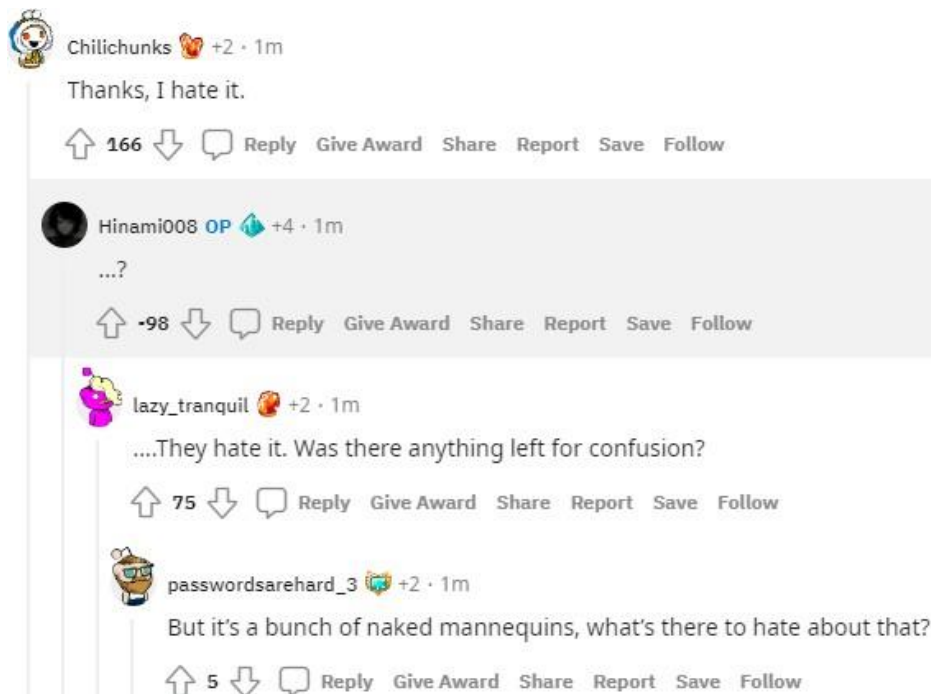 Chilichunks +2 · 1m
Thanks, I hate it.
166 Reply Give Award Share Report Save Follow
Hinami008 OP +4 · 1m
...?
-98 Reply Give Award Share Report Save Follow
lazy_tranquil +2 · 1m
....They hate it. Was there anything left for confusion?
75 Reply Give Award Share Report Save Follow
passwordsarehard_3 +2 · 1m
But it's a bunch of naked mannequins, what's there to hate about that?
5 Reply Give Award Share Report Save Follow